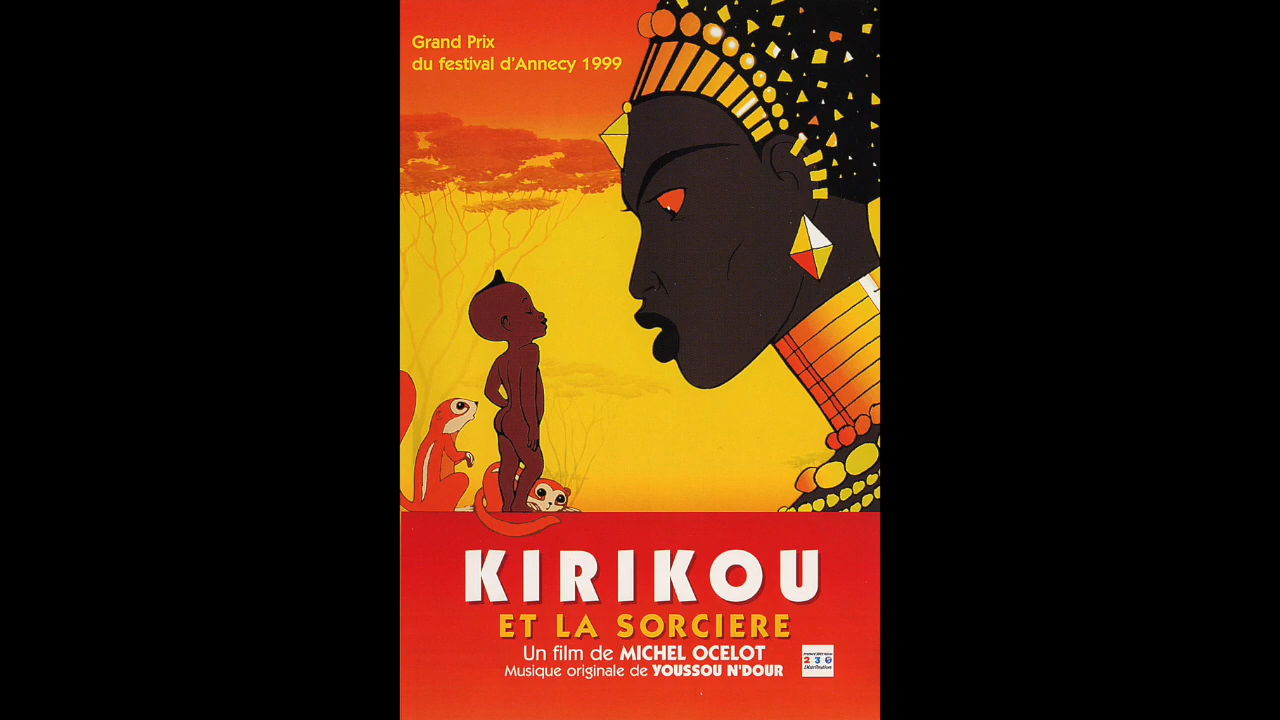 Grand Prix
du festival d'Annecy 1999
KIRIKOU
ET LA SORCIERE
Un film de MICHEL OCELOT
Musique originale de YOUSSOU N'DOUR
Distribution